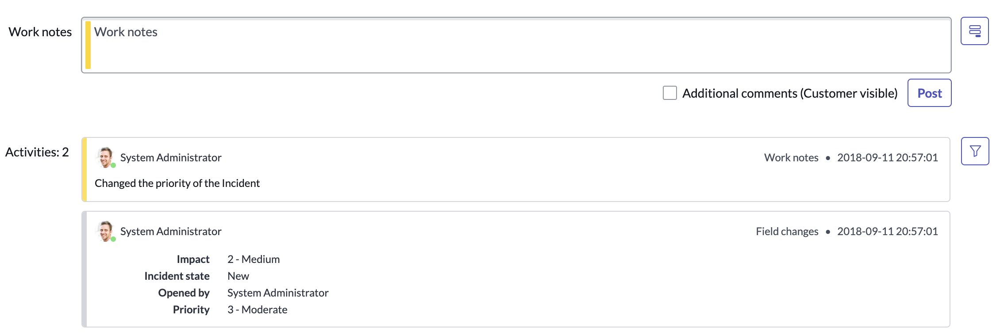 Work notes
Work notes
Additional comments (Customer visible)
Post
Activities: 2
System Administrator
Work notes • 2018-09-11 20:57:01
Changed the priority of the Incident
System Administrator
Field changes • 2018-09-11 20:57:01
Impact 2 - Medium
Incident state New
Opened by System Administrator
Priority 3 - Moderate